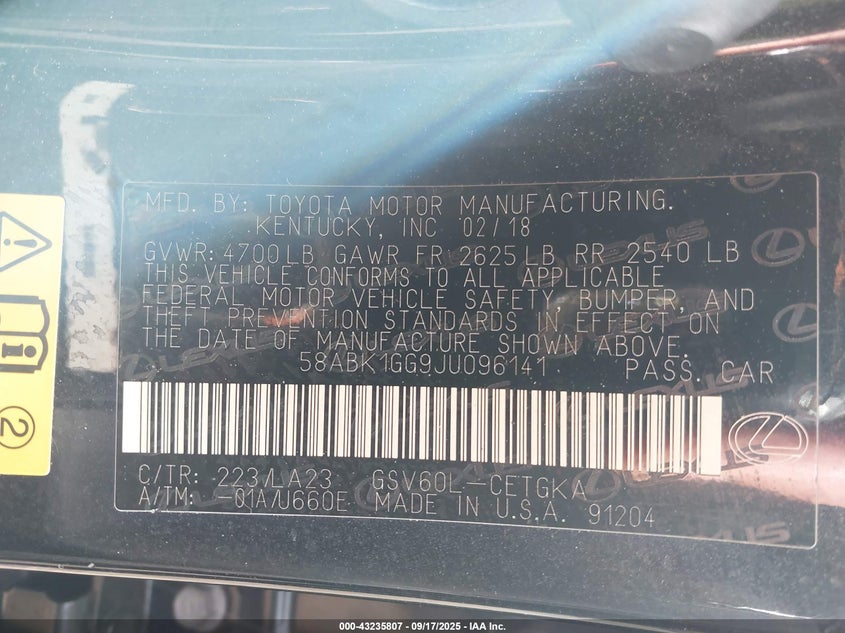 MFD. BY: TOYOTA MOTOR MANUFACTURING.
KENTUCKY, INC 02/18
GVWR: 4700 LB GAWR FR 2625 LB RR 2540 LB
THIS VEHICLE CONFORMS TO ALL APPLICABLE
FEDERAL MOTOR VEHICLE SAFETY, BUMPER, AND
THEFT PREVENTION STANDARDS IN EFFECT ON
THE DATE OF MANUFACTURE SHOWN ABOVE.
58ABK1GG9JU096141 PASS. CAR
C/TR: 223/LA23 GSV60L-CETGKA
A/TM: -01A/U660E MADE IN U.S.A. 91204
2
LEXUS
000-43235807 - 09/17/2025 - IAA Inc.